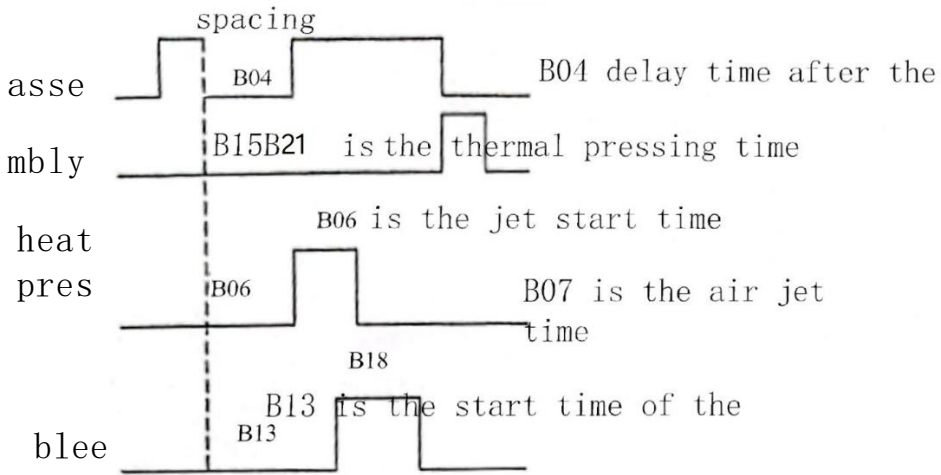 spacing
asse
B04
B04 delay time after the
mbly
B15B21 is the thermal pressing time
B06 is the jet start time
heat
pres
B06
B07 is the air jet
time
B18
B13 is the start time of the
B13
blee